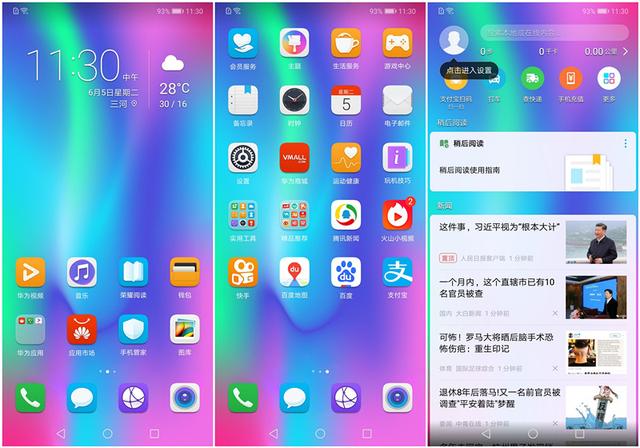 93% 11:30
11:30 中午
6月5日星期二
三河
28°C
30 / 16
华为视频 音乐 荣耀阅读 钱包
华为应用 应用市场 手机管家 图库
93% 11:30
会员服务 主题 生活服务 游戏中心
星期二
5
备忘录 时钟 日历 电子邮件
VMALL
设置 华为商城 运动健康 玩机技巧
2
实用工具 精品推荐 腾讯新闻 火山小视频
du
du
快手 百度地图 百度 支付宝
93% 11:30
搜索本地或在线内容...
0步 0千卡 0.00公里
点击进入设置
支付宝扫码 打车 查快递 手机充值 更多
稍后阅读
稍后阅读
稍后阅读使用指南
新闻
这件事，习近平视为“根本大计”
置顶 人民日报客户端 1分钟前
一个月内，这个直辖市已有10
名官员被查
国内 大白新闻 1分钟前
可怖！罗马大将晒后脑手术恐
怖伤疤：重生印记
体育 国际足球综合 1分钟前
退休8年后落马!又一名前官员被
调查“平安着陆”梦醒
要闻 中青在线 1分钟前